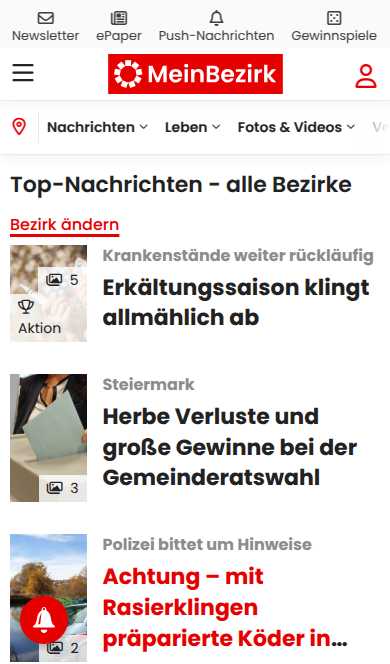 Newsletter ePaper Push-Nachrichten Gewinnspiele
MeinBezirk
Nachrichten Leben Fotos & Videos
Top-Nachrichten - alle Bezirke
Bezirk ändern
Krankenstände weiter rückläufig
5
Erkältungssaison klingt
allmählich ab
Aktion
Steiermark
Herbe Verluste und
große Gewinne bei der
Gemeinderatswahl
3
Polizei bittet um Hinweise
Achtung – mit
Rasierklingen
präparierte Köder in...
2